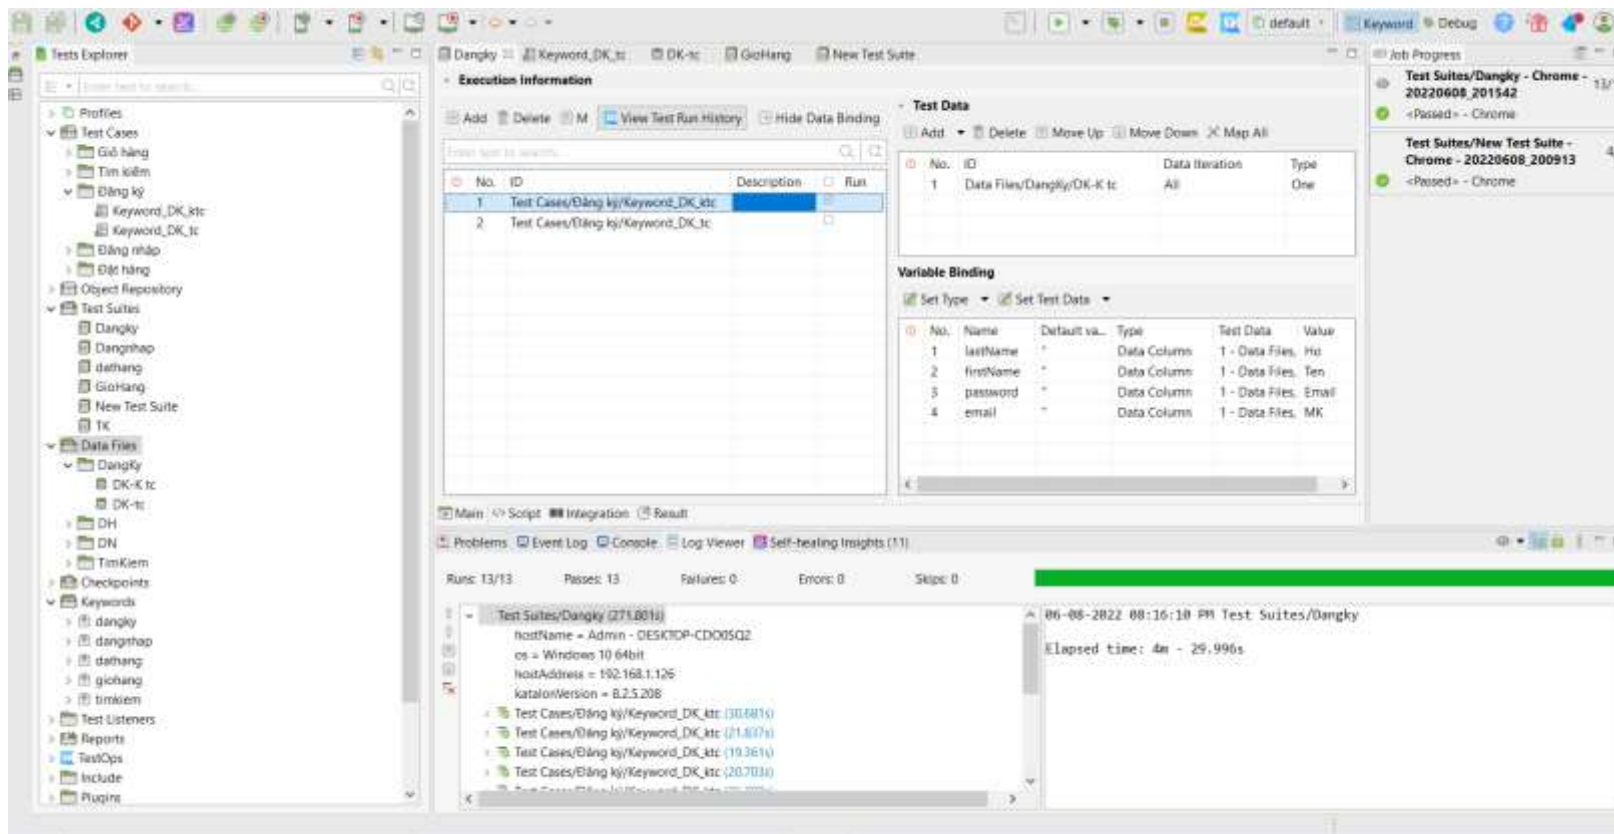 default
Keyword
Debug
Tests Explorer
Enter text to search...
Profiles
Test Cases
Giỏ hàng
Tìm kiếm
Đăng ký
Keyword_DK_ktc
Keyword_DK_tc
Đăng nhập
Đặt hàng
Object Repository
Test Suites
Dangky
Dangnhap
dathang
GioHang
New Test Suite
TK
Data Files
DangKy
DK-K tc
DK-tc
DH
DN
TimKiem
Checkpoints
Keywords
dangky
dangnhap
dathang
giohang
timkiem
Test Listeners
Reports
TestOps
Include
Plugins
Dangky Keyword_DK_tc DK-tc GioHang New Test Suite
Execution Information
Add Delete M View Test Run History Hide Data Binding
Enter text to search...
No. ID Description Run
1 Test Cases/Đăng ký/Keyword_DK_ktc
2 Test Cases/Đăng ký/Keyword_DK_tc
Test Data
Add Delete Move Up Move Down Map All
No. ID Data Iteration Type
1 Data Files/DangKy/DK-K tc All One
Variable Binding
Set Type Set Test Data
No. Name Default va... Type Test Data Value
1 lastName '' Data Column 1 - Data Files, Ho
2 firstName '' Data Column 1 - Data Files, Ten
3 password '' Data Column 1 - Data Files, Email
4 email '' Data Column 1 - Data Files, MK
Main Script Integration Result
Job Progress
Test Suites/Dangky - Chrome -
20220608_201542
13/
<Passed> - Chrome
Test Suites/New Test Suite -
Chrome - 20220608_200913
4
<Passed> - Chrome
Problems Event Log Console Log Viewer Self-healing Insights (11)
Runs: 13/13 Passes: 13 Failures: 0 Errors: 0 Skips: 0
Test Suites/Dangky (271.801s)
hostName = Admin - DESKTOP-CDO0SQ2
os = Windows 10 64bit
hostAddress = 192.168.1.126
katalonVersion = 8.2.5.208
Test Cases/Đăng ký/Keyword_DK_ktc (30.681s)
Test Cases/Đăng ký/Keyword_DK_ktc (21.837s)
Test Cases/Đăng ký/Keyword_DK_ktc (19.361s)
Test Cases/Đăng ký/Keyword_DK_ktc (20.703s)
06-08-2022 08:16:10 PM Test Suites/Dangky
Elapsed time: 4m - 29.996s